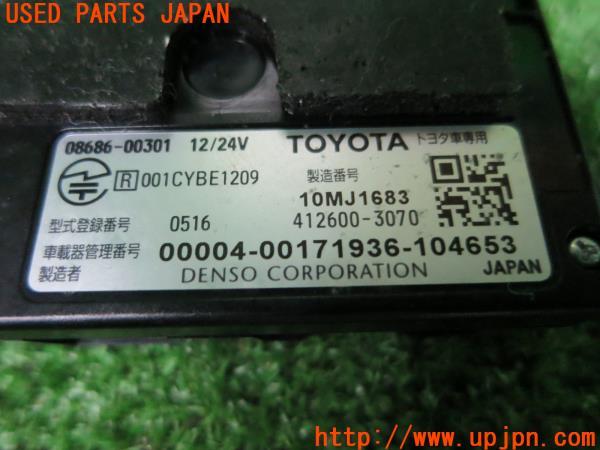 USED PARTS JAPAN
08686-00301 12/24V TOYOTA トヨタ車専用
R 001CYBE1209 製造番号
10MJ1683
型式登録番号 0516 412600-3070
車載器管理番号 00004-00171936-104653
製造者 DENSO CORPORATION JAPAN
http://www.upjpn.com